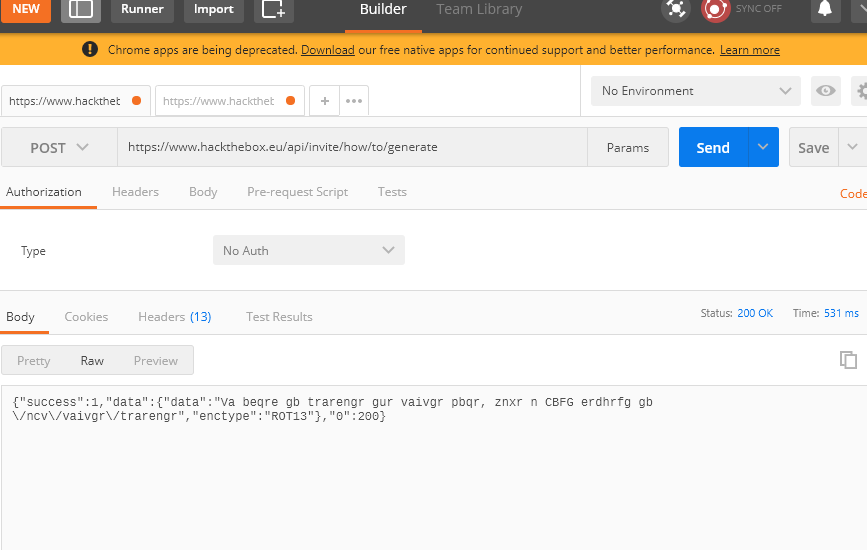 NEW Runner Import Builder Team Library SYNC OFF
Chrome apps are being deprecated. Download our free native apps for continued support and better performance. Learn more
https://www.hackthet https://www.hackthet + ••• No Environment
POST https://www.hackthebox.eu/api/invite/how/to/generate Params Send Save
Authorization Headers Body Pre-request Script Tests Code
Type No Auth
Body Cookies Headers (13) Test Results Status: 200 OK Time: 531 ms
Pretty Raw Preview
{"success":1,"data":{"data":"Va beqre gb trarengr gur vaivgr pbqr, znxr n CBFG erdhrfg gb
\/ncv\/vaivgr\/trarengr","enctype":"ROT13"},"0":200}